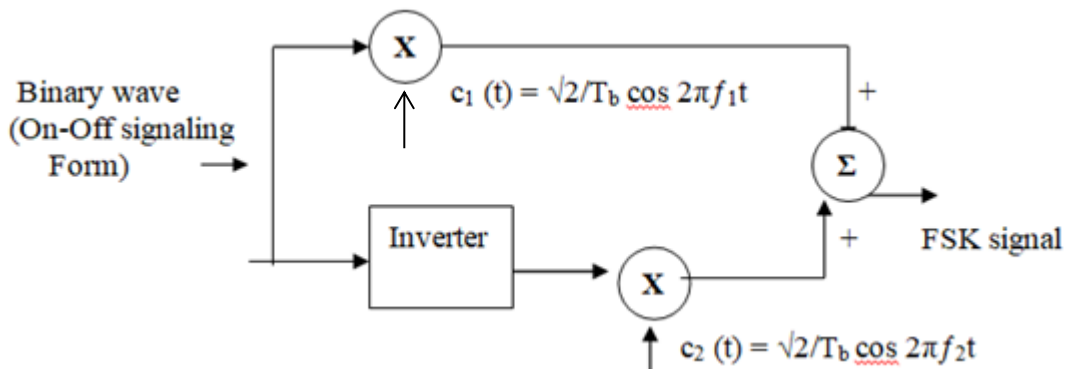 X
c₁ (t) = √2/T_b cos 2πf₁t
Binary wave
(On-Off signaling
Form)
+
Σ
Inverter
+
FSK signal
X
c₂ (t) = √2/T_b cos 2πf₂t